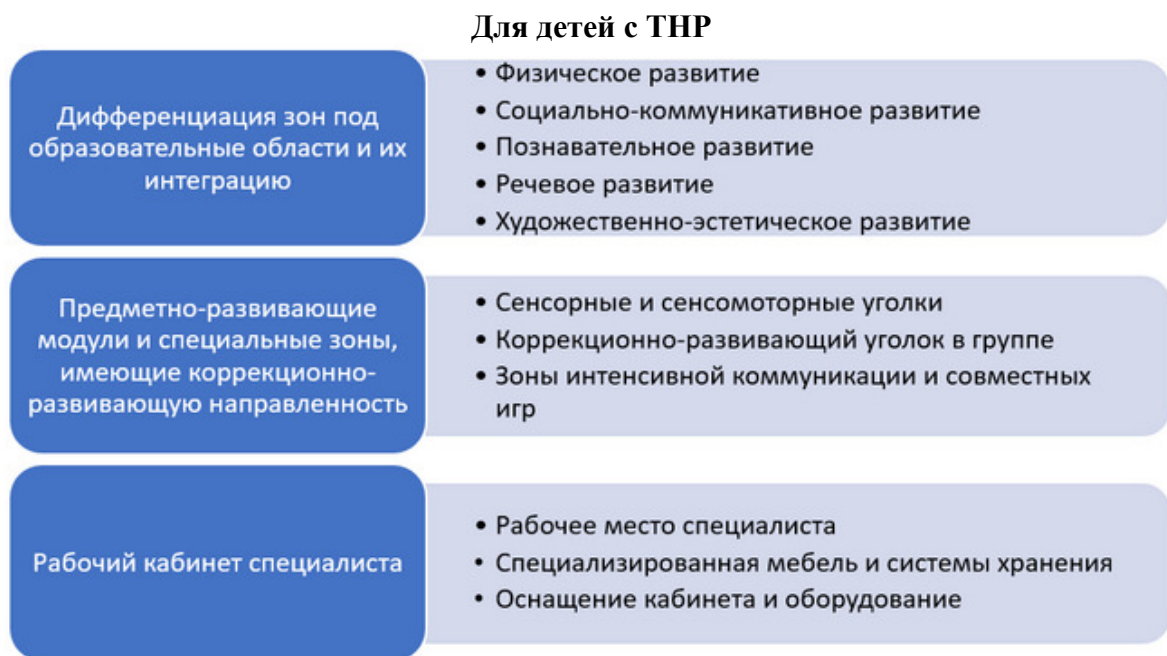 Для детей с ТНР
Дифференциация зон под
образовательные области и их
интеграцию
• Физическое развитие
• Социально-коммуникативное развитие
• Познавательное развитие
• Речевое развитие
• Художественно-эстетическое развитие
Предметно-развивающие
модули и специальные зоны,
имеющие коррекционно-
развивающую направленность
• Сенсорные и сенсомоторные уголки
• Коррекционно-развивающий уголок в группе
• Зоны интенсивной коммуникации и совместных
игр
Рабочий кабинет специалиста
• Рабочее место специалиста
• Специализированная мебель и системы хранения
• Оснащение кабинета и оборудование